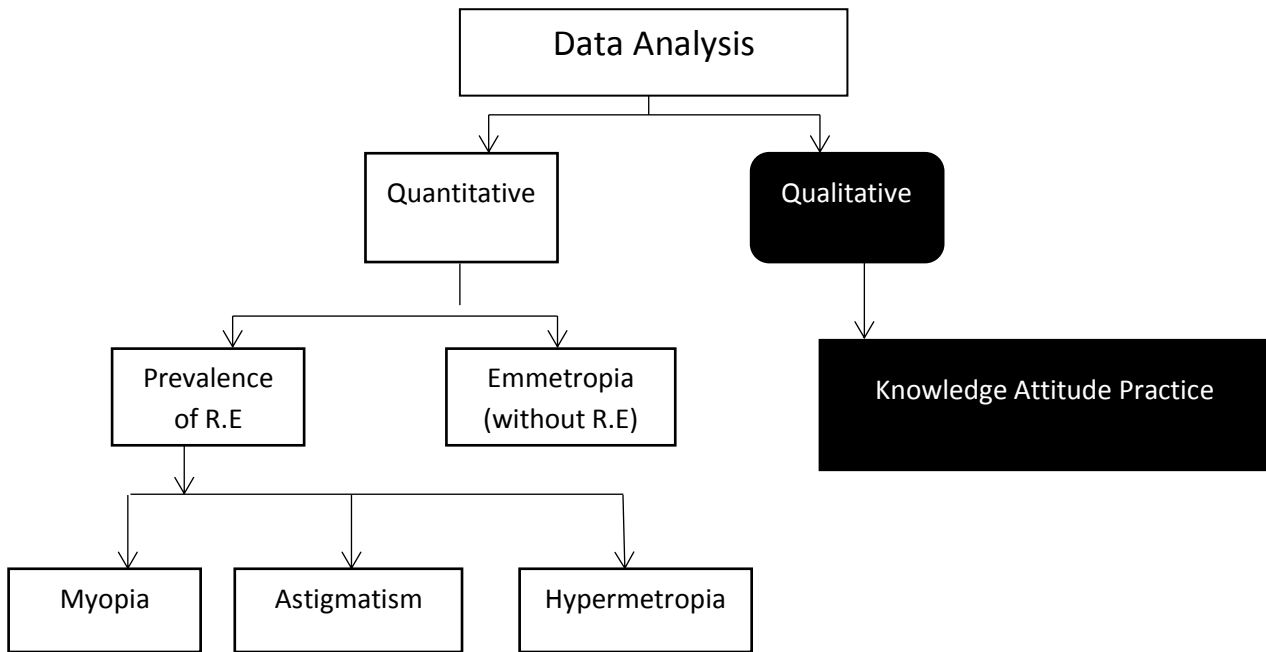 Data Analysis
Quantitative
Qualitative
Prevalence
of R.E
Emmetropia
(without R.E)
Knowledge Attitude Practice
Myopia
Astigmatism
Hypermetropia